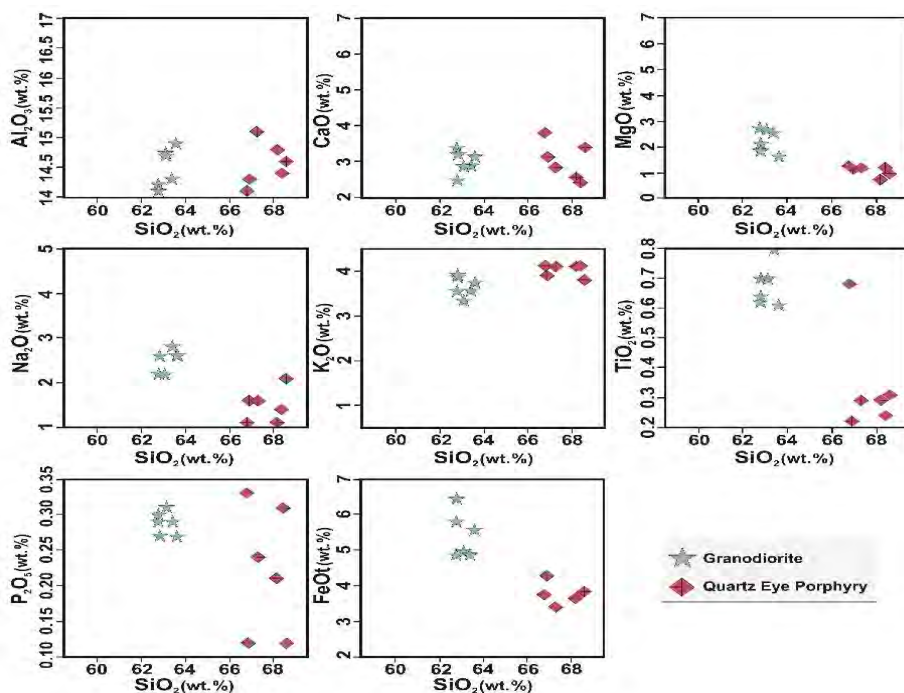 Al₂O₃(wt.%)
17
16.5
16
15.5
15
14.5
14
60 62 64 66 68
SiO₂(wt.%)
CaO(wt.%)
7
6
5
4
3
2
60 62 64 66 68
SiO₂(wt.%)
MgO(wt.%)
7
6
5
4
3
2
1
0
60 62 64 66 68
SiO₂(wt.%)
Na₂O(wt.%)
5
4
3
2
1
60 62 64 66 68
SiO₂(wt.%)
K₂O(wt.%)
4
3
2
1
60 62 64 66 68
SiO₂(wt.%)
TiO₂(wt.%)
0.8
0.7
0.6
0.5
0.4
0.3
0.2
60 62 64 66 68
SiO₂(wt.%)
P₂O₅(wt.%)
0.35
0.30
0.25
0.20
0.15
0.10
60 62 64 66 68
SiO₂(wt.%)
FeOt(wt.%)
7
6
5
4
3
2
60 62 64 66 68
SiO₂(wt.%)
Granodiorite
Quartz Eye Porphyry